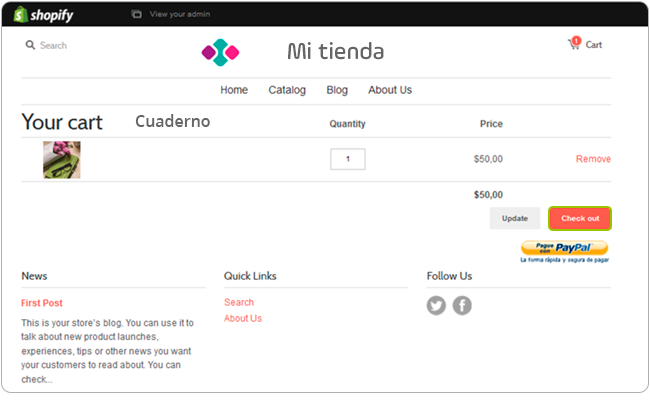 shopify
View your admin
Search
Mi tienda
1
Cart
Home Catalog Blog About Us
Your cart
Cuaderno
Quantity
Price
1
$50,00
Remove
$50,00
Update
Check out
Pague con PayPal
La forma rápida y segura de pagar
News
First Post
This is your store's blog. You can use it to
talk about new product launches,
experiences, tips or other news you want
your customers to read about. You can
check...
Quick Links
Search
About Us
Follow Us